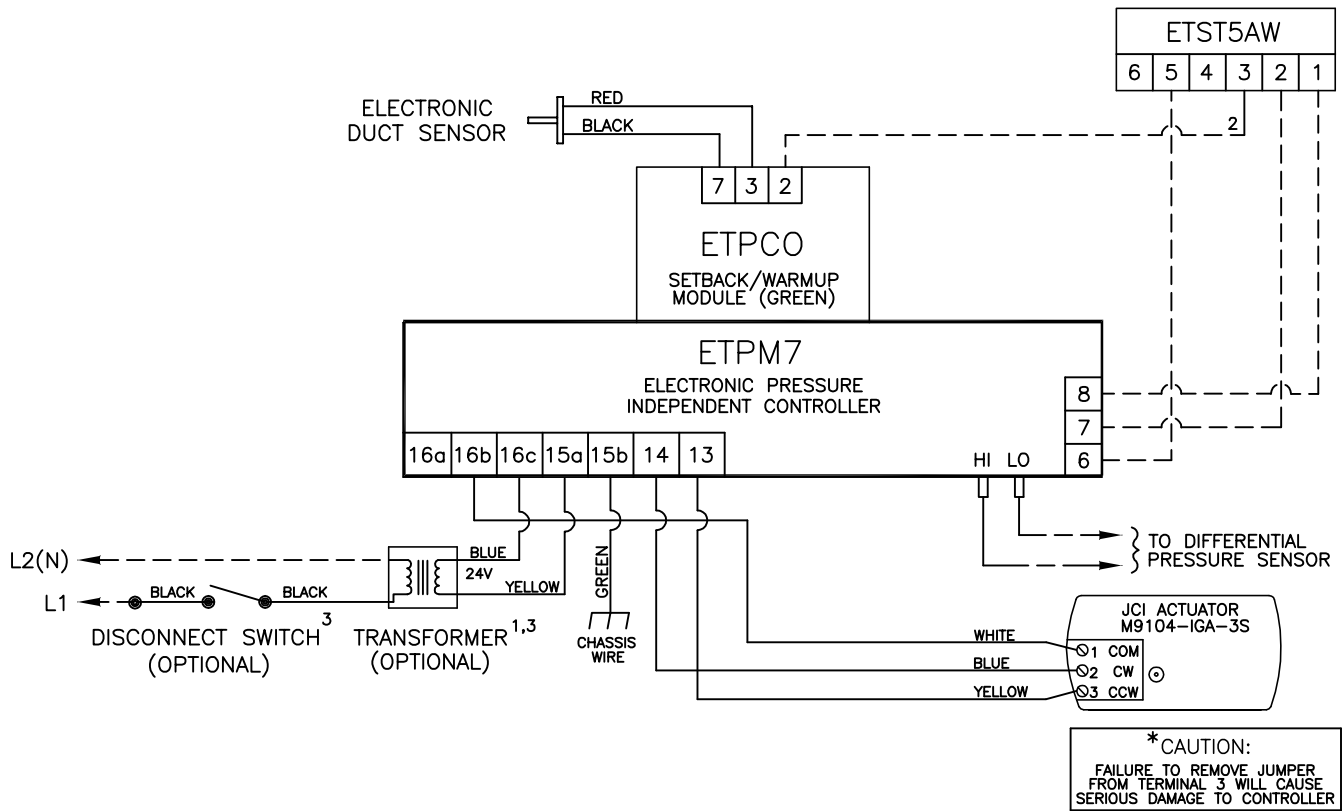 ETST5AW
6 5 4 3 2 1
ELECTRONIC
DUCT SENSOR
RED
BLACK
2
7 3 2
ETPCO
SETBACK/WARMUP
MODULE (GREEN)
ETPM7
ELECTRONIC PRESSURE
INDEPENDENT CONTROLLER
8
7
6
16a 16b 16c 15a 15b 14 13
HI LO
L2(N)
BLUE
24V
YELLOW
GREEN
TO DIFFERENTIAL
PRESSURE SENSOR
L1
BLACK
BLACK
DISCONNECT SWITCH 3
(OPTIONAL)
TRANSFORMER 1,3
(OPTIONAL)
CHASSIS
WIRE
WHITE
BLUE
YELLOW
JCI ACTUATOR
M9104-IGA-3S
1 COM
2 CW
3 CCW
*CAUTION:
FAILURE TO REMOVE JUMPER
FROM TERMINAL 3 WILL CAUSE
SERIOUS DAMAGE TO CONTROLLER